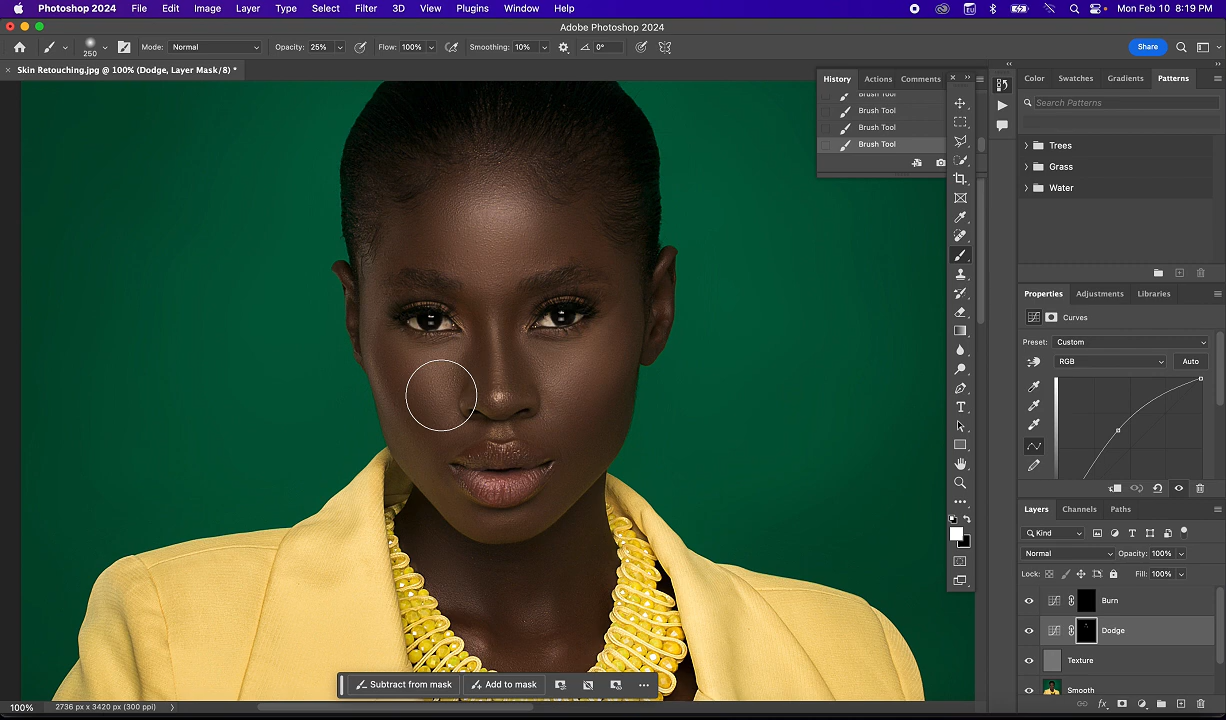 Photoshop 2024 File Edit Image Layer Type Select Filter 3D View Plugins Window Help EU Mon Feb 10 8:19 PM
Adobe Photoshop 2024
250 Mode: Normal Opacity: 25% Flow: 100% Smoothing: 10% 0° Share
Skin Retouching.jpg @ 100% (Dodge, Layer Mask/8) *
History Actions Comments
Color Swatches Gradients Patterns
Brush Tool
Search Patterns
Brush Tool
Brush Tool
Brush Tool
Trees
Grass
Water
Properties Adjustments Libraries
Curves
Preset: Custom
RGB Auto
Layers Channels Paths
Kind
Normal Opacity: 100%
Lock: Fill: 100%
Burn
Dodge
Texture
Smooth
Subtract from mask Add to mask
100% 2736 px x 3420 px (300 ppi)